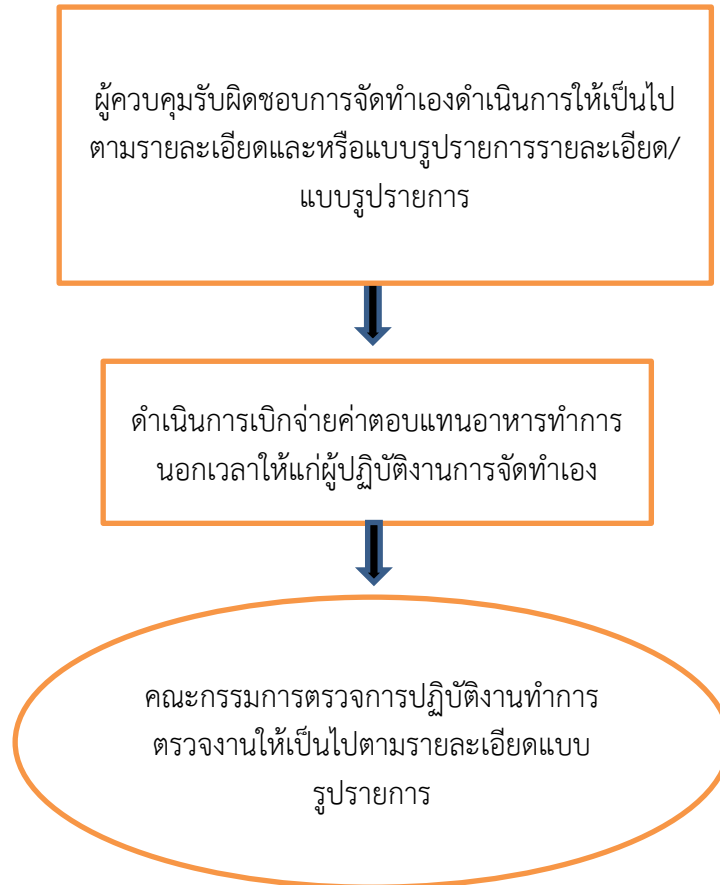 ผู้ควบคุมรับผิดชอบการจัดทำเองดำเนินการให้เป็นไป
ตามรายละเอียดและหรือแบบรูปรายการรายละเอียด/
แบบรูปรายการ
ดำเนินการเบิกจ่ายค่าตอบแทนอาหารทำการ
นอกเวลาให้แก่ผู้ปฏิบัติงานการจัดทำเอง
คณะกรรมการตรวจการปฏิบัติงานทำการ
ตรวจงานให้เป็นไปตามรายละเอียดแบบ
รูปรายการ